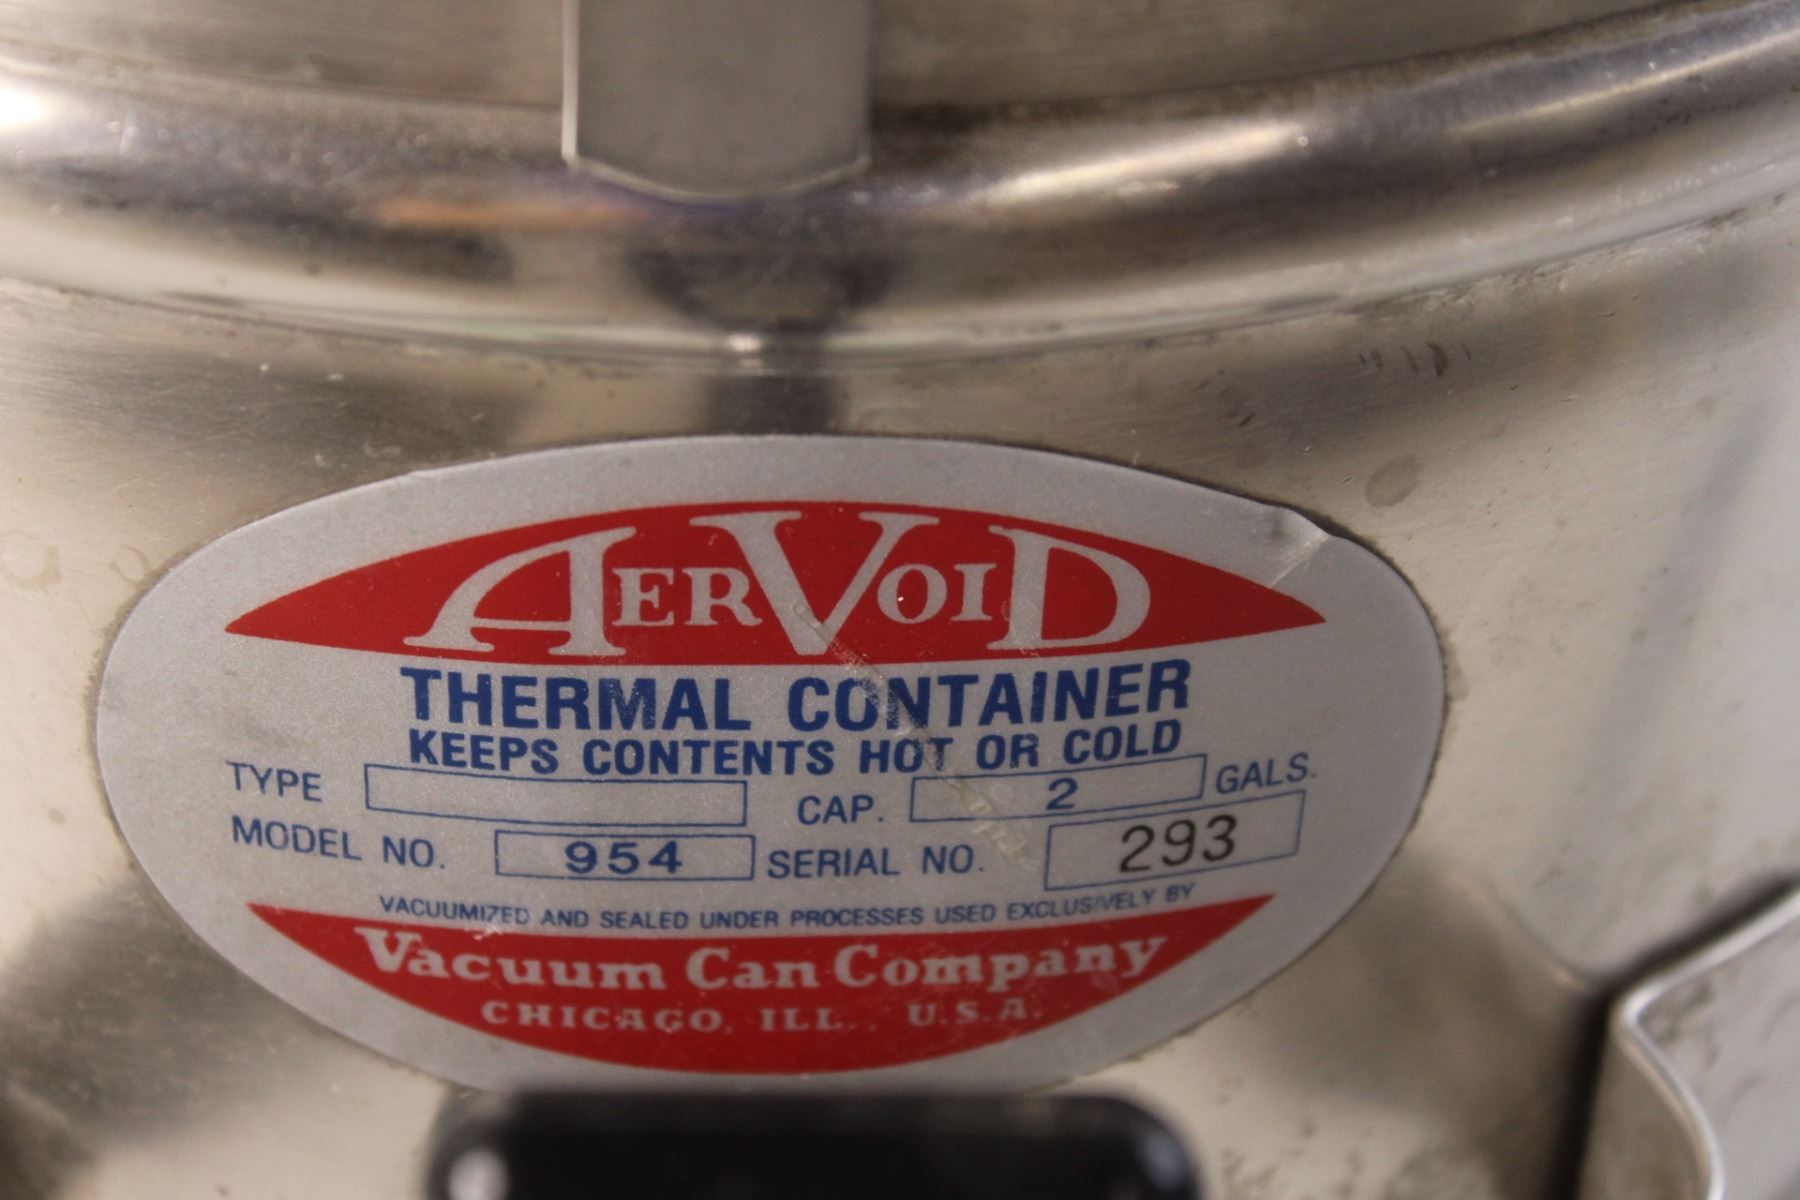 AERVOID
THERMAL CONTAINER
KEEPS CONTENTS HOT OR COLD
TYPE CAP. 2 GALS.
MODEL NO. 954 SERIAL NO. 293
VACUUMIZED AND SEALED UNDER PROCESSES USED EXCLUSIVELY BY
Vacuum Can Company
CHICAGO, ILL., U.S.A.